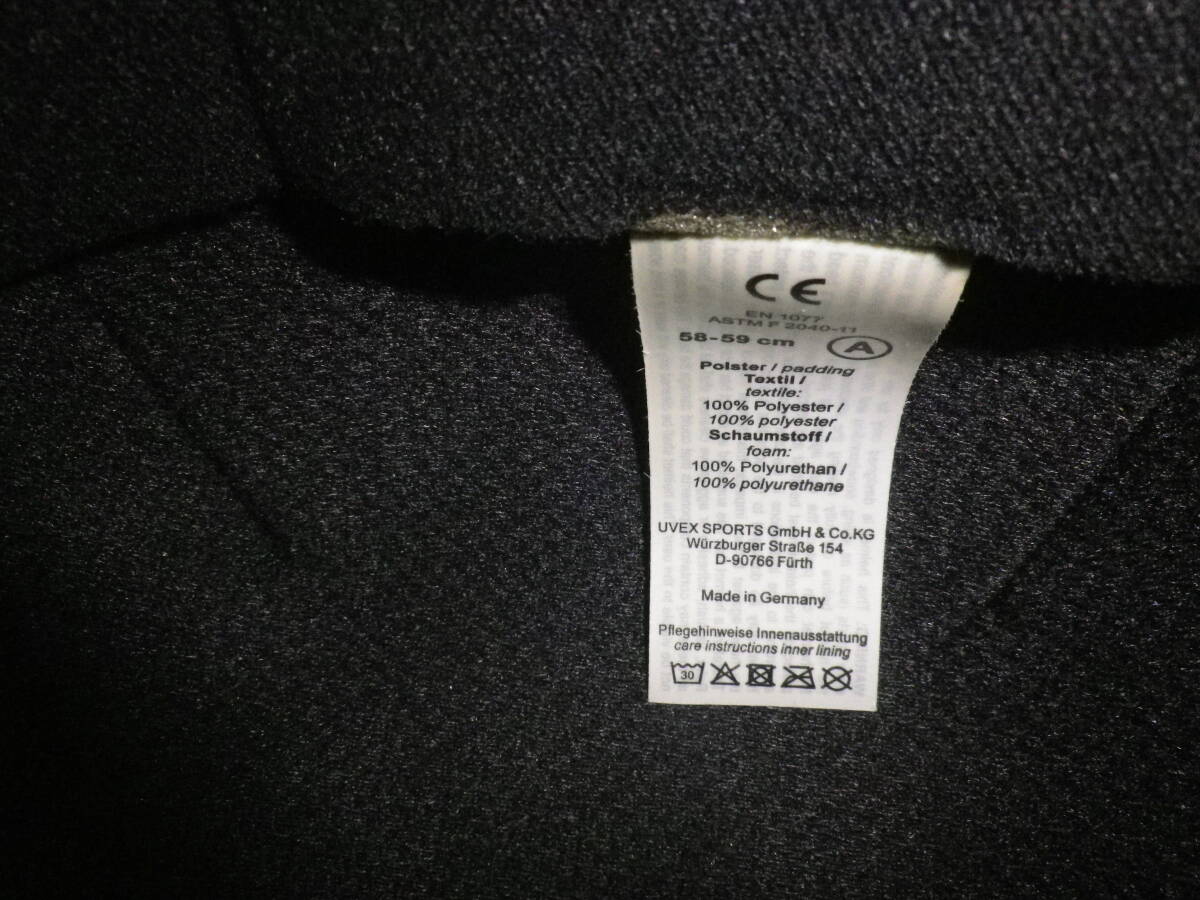 CE
EN 1077
ASTM F 2040-11
58-59 cm A
Polster / padding
Textil /
textile:
100% Polyester /
100% polyester
Schaumstoff /
foam:
100% Polyurethan /
100% polyurethane
UVEX SPORTS GmbH & Co.KG
Würzburger Straße 154
D-90766 Fürth
Made in Germany
Pflegehinweise Innenausstattung
care instructions inner lining
30